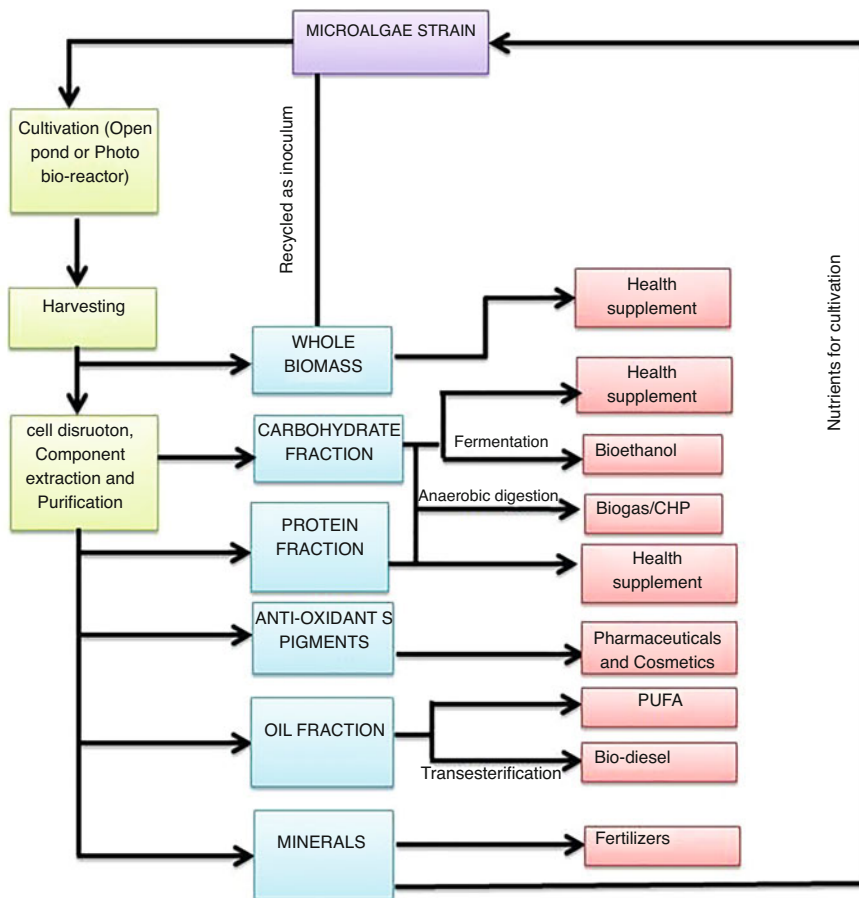 MICROALGAE STRAIN
Cultivation (Open
pond or Photo
bio-reactor)
Recycled as inoculum
Nutrients for cultivation
Harvesting
Health
supplement
WHOLE
BIOMASS
Health
supplement
cell disruoton,
Component
extraction and
Purification
CARBOHYDRATE
FRACTION
Fermentation
Bioethanol
Anaerobic digestion
Biogas/CHP
PROTEIN
FRACTION
Health
supplement
ANTI-OXIDANT S
PIGMENTS
Pharmaceuticals
and Cosmetics
PUFA
OIL FRACTION
Transesterification
Bio-diesel
MINERALS
Fertilizers